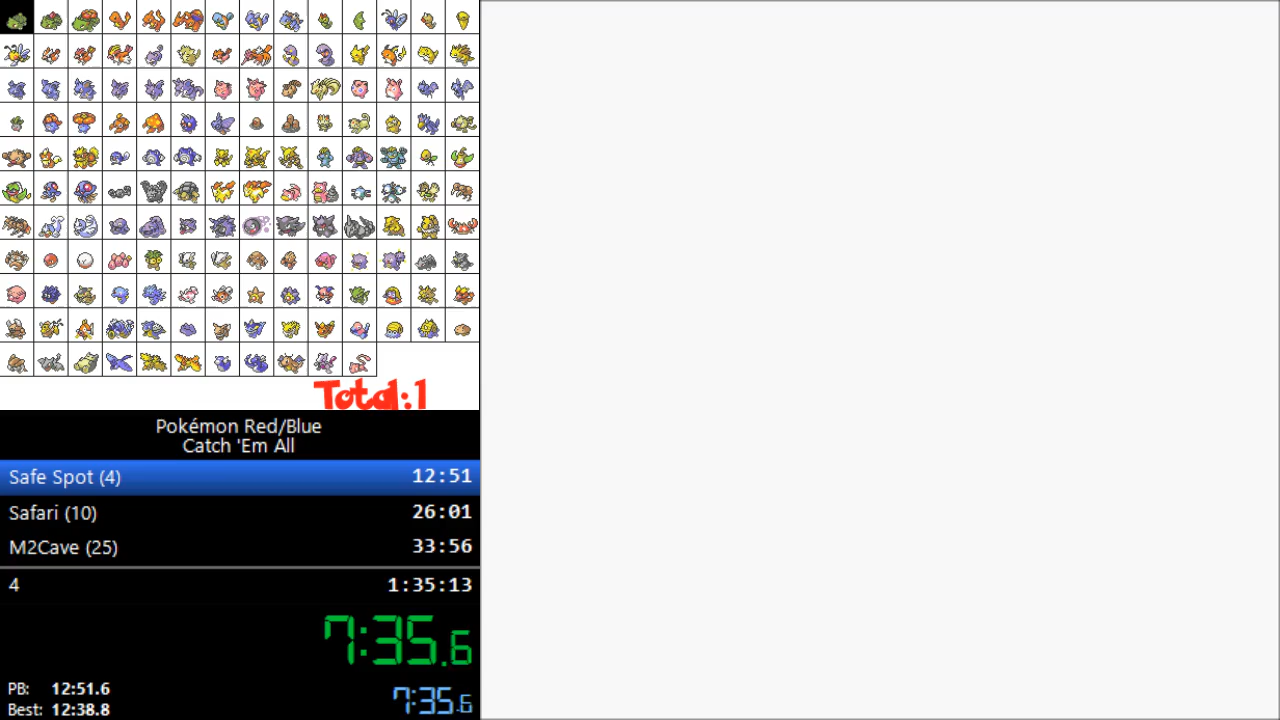 Total:1
Pokémon Red/Blue
Catch 'Em All
Safe Spot (4) 12:51
Safari (10) 26:01
M2Cave (25) 33:56
4 1:35:13
7:35.6
PB: 12:51.6 7:35.6
Best: 12:38.8